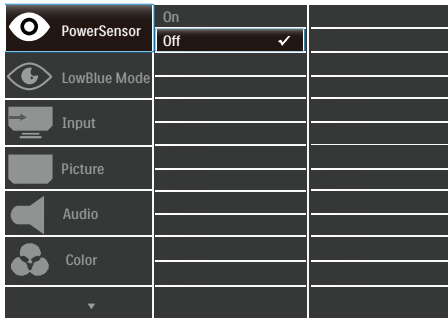 PowerSensor
On
Off
LowBlue Mode
Input
Picture
Audio
Color